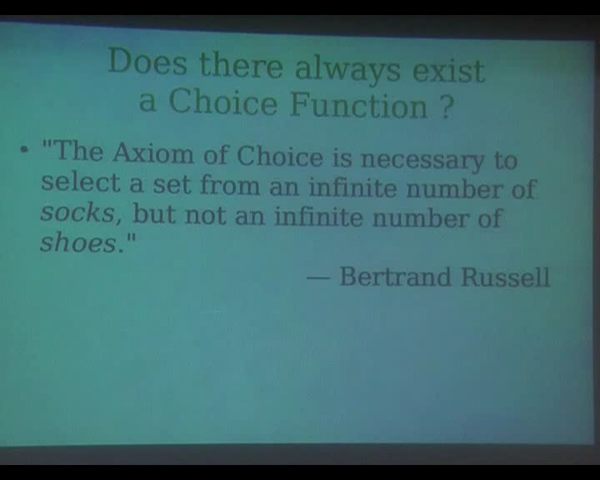 Does there always exist
a Choice Function ?
• "The Axiom of Choice is necessary to
select a set from an infinite number of
socks, but not an infinite number of
shoes."
— Bertrand Russell